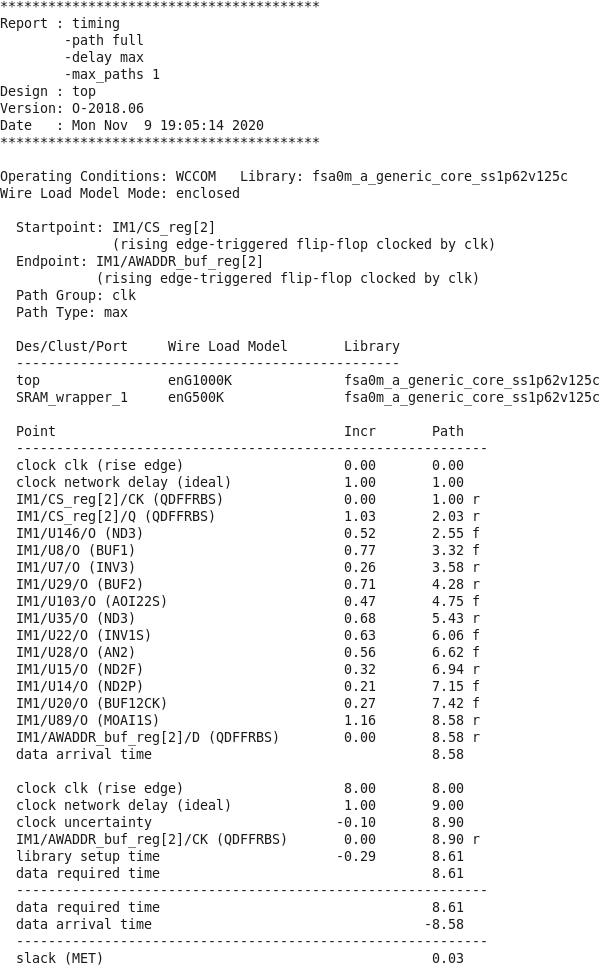 ****************************************
Report : timing
        -path full
        -delay max
        -max_paths 1
Design : top
Version: O-2018.06
Date   : Mon Nov  9 19:05:14 2020
****************************************

Operating Conditions: WCCOM   Library: fsa0m_a_generic_core_ss1p62v125c
Wire Load Model Mode: enclosed

  Startpoint: IM1/CS_reg[2]
              (rising edge-triggered flip-flop clocked by clk)
  Endpoint: IM1/AWADDR_buf_reg[2]
            (rising edge-triggered flip-flop clocked by clk)
  Path Group: clk
  Path Type: max

  Des/Clust/Port     Wire Load Model       Library
  ------------------------------------------------
  top                enG1000K              fsa0m_a_generic_core_ss1p62v125c
  SRAM_wrapper_1     enG500K               fsa0m_a_generic_core_ss1p62v125c

  Point                                    Incr       Path
  -----------------------------------------------------------
  clock clk (rise edge)                    0.00       0.00
  clock network delay (ideal)              1.00       1.00
  IM1/CS_reg[2]/CK (QDFFRBS)               0.00       1.00 r
  IM1/CS_reg[2]/Q (QDFFRBS)                1.03       2.03 r
  IM1/U146/O (ND3)                         0.52       2.55 f
  IM1/U8/O (BUF1)                          0.77       3.32 f
  IM1/U7/O (INV3)                          0.26       3.58 r
  IM1/U29/O (BUF2)                         0.71       4.28 r
  IM1/U103/O (AOI22S)                      0.47       4.75 f
  IM1/U35/O (ND3)                          0.68       5.43 r
  IM1/U22/O (INV1S)                        0.63       6.06 f
  IM1/U28/O (AN2)                          0.56       6.62 f
  IM1/U15/O (ND2F)                         0.32       6.94 r
  IM1/U14/O (ND2P)                         0.21       7.15 f
  IM1/U20/O (BUF12CK)                      0.27       7.42 f
  IM1/U89/O (MOAI1S)                       1.16       8.58 r
  IM1/AWADDR_buf_reg[2]/D (QDFFRBS)        0.00       8.58 r
  data arrival time                                   8.58

  clock clk (rise edge)                    8.00       8.00
  clock network delay (ideal)              1.00       9.00
  clock uncertainty                       -0.10       8.90
  IM1/AWADDR_buf_reg[2]/CK (QDFFRBS)       0.00       8.90 r
  library setup time                      -0.29       8.61
  data required time                                  8.61
  -----------------------------------------------------------
  data required time                                  8.61
  data arrival time                                  -8.58
  -----------------------------------------------------------
  slack (MET)                                         0.03